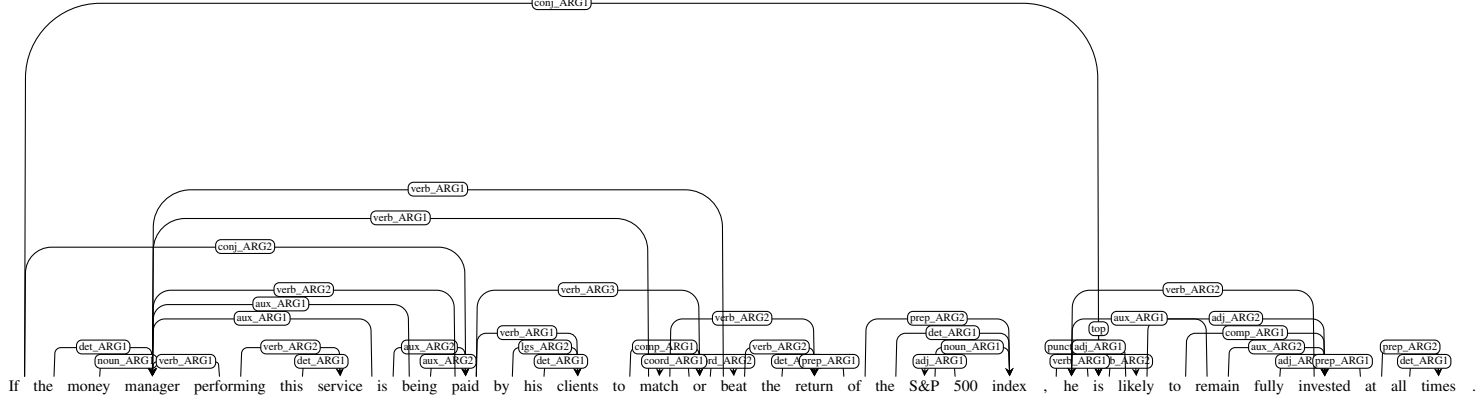 conj_ARG1
verb_ARG1
verb_ARG1
conj_ARG2
verb_ARG2 verb_ARG3 verb_ARG2
aux_ARG1
aux_ARG1 verb_ARG2 prep_ARG2 aux_ARG1 adj_ARG2
verb_ARG1 det_ARG1 top comp_ARG1
det_ARG1 verb_ARG2 aux_ARG2 lgs_ARG2 comp_ARG1 verb_ARG2 noun_ARG1 adj_ARG1 aux_ARG2 prep_ARG2
noun_ARG1 verb_ARG1 det_ARG1 aux_ARG2 det_ARG1 coord_ARG1 prep_ARG1 adj_ARG1 verb_ARG1 prep_ARG1 det_ARG1
If the money manager performing this service is being paid by his clients to match or beat the return of the S&P 500 index , he is likely to remain fully invested at all times .